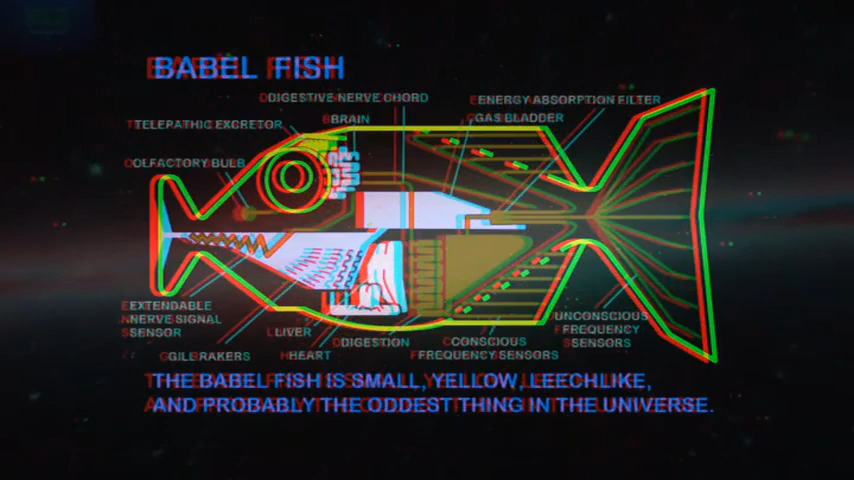 BABEL FISH
DIGESTIVE NERVE CHORD
ENERGY ABSORPTION FILTER
TELEPATHIC EXCRETOR
BRAIN
GAS BLADDER
OLFACTORY BULB
EXTENDABLE
NERVE SIGNAL
SENSOR
LIVER
UNCONSCIOUS
FREQUENCY
SENSORS
GILL RAKERS
HEART
DIGESTION
CONSCIOUS
FREQUENCY SENSORS
THE BABEL FISH IS SMALL, YELLOW, LEECHLIKE,
AND PROBABLY THE ODDEST THING IN THE UNIVERSE.